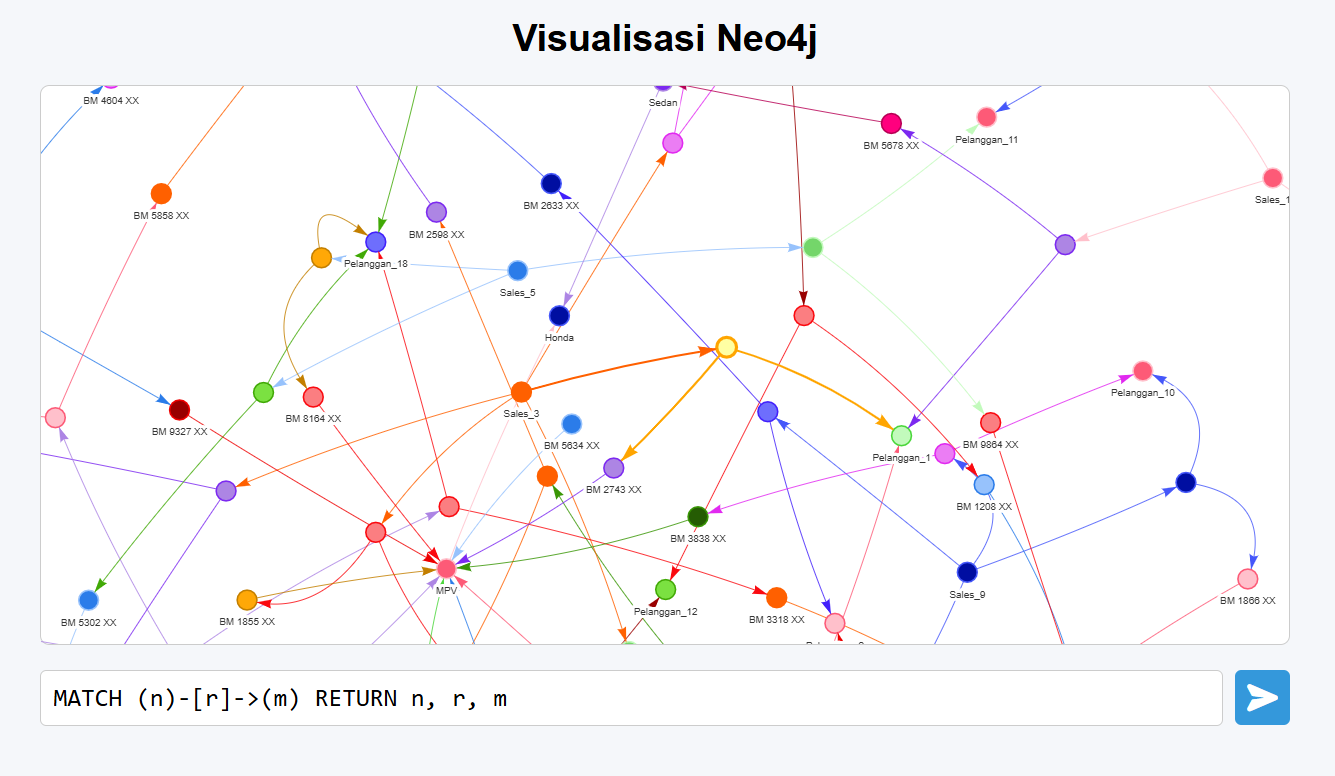 Visualisasi Neo4j
BM 4604 XX
Sedan
Pelanggan_11
BM 5678 XX
Sales_1
BM 5858 XX
BM 2633 XX
BM 2598 XX
Pelanggan_18
Sales_5
Honda
Pelanggan_10
Sales_3
BM 8164 XX
BM 9327 XX
BM 5634 XX
BM 9864 XX
Pelanggan_1
BM 2743 XX
BM 1208 XX
BM 3838 XX
MPV
Sales_9
BM 1866 XX
Pelanggan_12
BM 5302 XX
BM 1855 XX
BM 3318 XX
MATCH (n)-[r]->(m) RETURN n, r, m